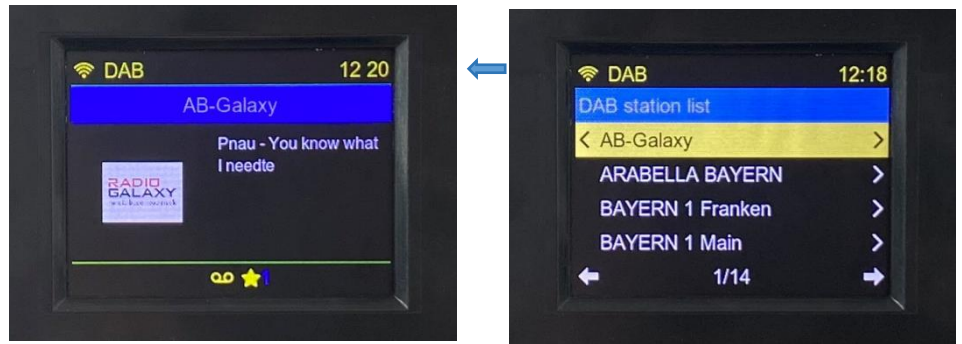 DAB 12 20
AB-Galaxy
Pnau - You know what
I needte
RADIO
GALAXY
1
DAB 12:18
DAB station list
< AB-Galaxy >
ARABELLA BAYERN >
BAYERN 1 Franken >
BAYERN 1 Main >
1/14